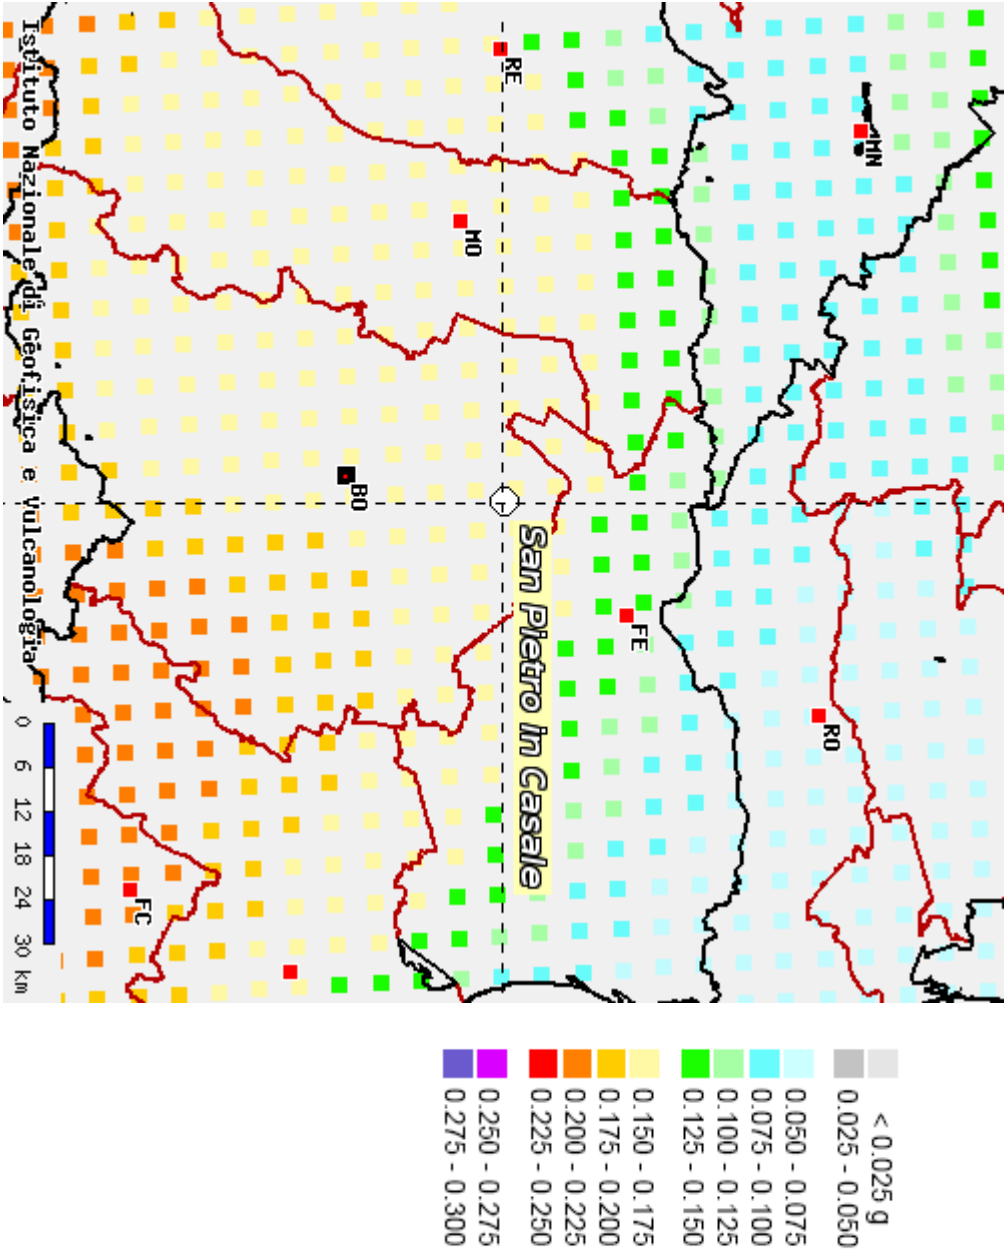 MN
RE
MO
RO
FE
BO
San Pietro in Casale
FC
Istituto Nazionale di Geofisica e Vulcanologia
0 6 12 18 24 30 km
< 0.025 g
0.025 - 0.050
0.050 - 0.075
0.075 - 0.100
0.100 - 0.125
0.125 - 0.150
0.150 - 0.175
0.175 - 0.200
0.200 - 0.225
0.225 - 0.250
0.250 - 0.275
0.275 - 0.300